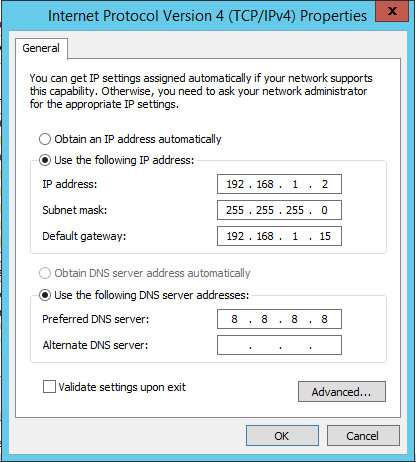 Internet Protocol Version 4 (TCP/IPv4) Properties
X
General
You can get IP settings assigned automatically if your network supports
this capability. Otherwise, you need to ask your network administrator
for the appropriate IP settings.
Obtain an IP address automatically
Use the following IP address:
IP address: 192 . 168 . 1 . 2
Subnet mask: 255 . 255 . 255 . 0
Default gateway: 192 . 168 . 1 . 15
Obtain DNS server address automatically
Use the following DNS server addresses:
Preferred DNS server: 8 . 8 . 8 . 8
Alternate DNS server: . . .
Validate settings upon exit
Advanced...
OK Cancel